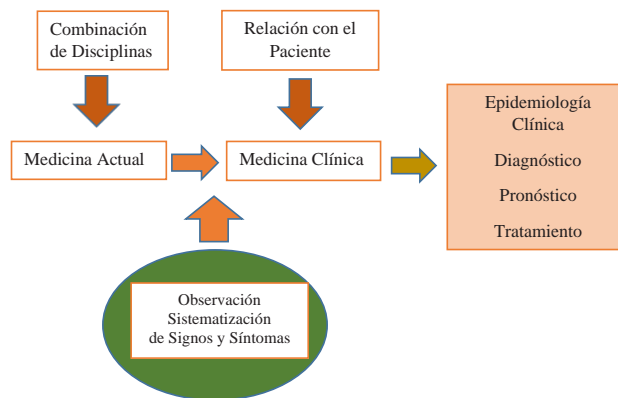 Combinación
de Disciplinas
Relación con el
Paciente
Medicina Actual
Medicina Clínica
Epidemiología
Clínica
Diagnóstico
Pronóstico
Tratamiento
Observación
Sistematización
de Signos y Síntomas